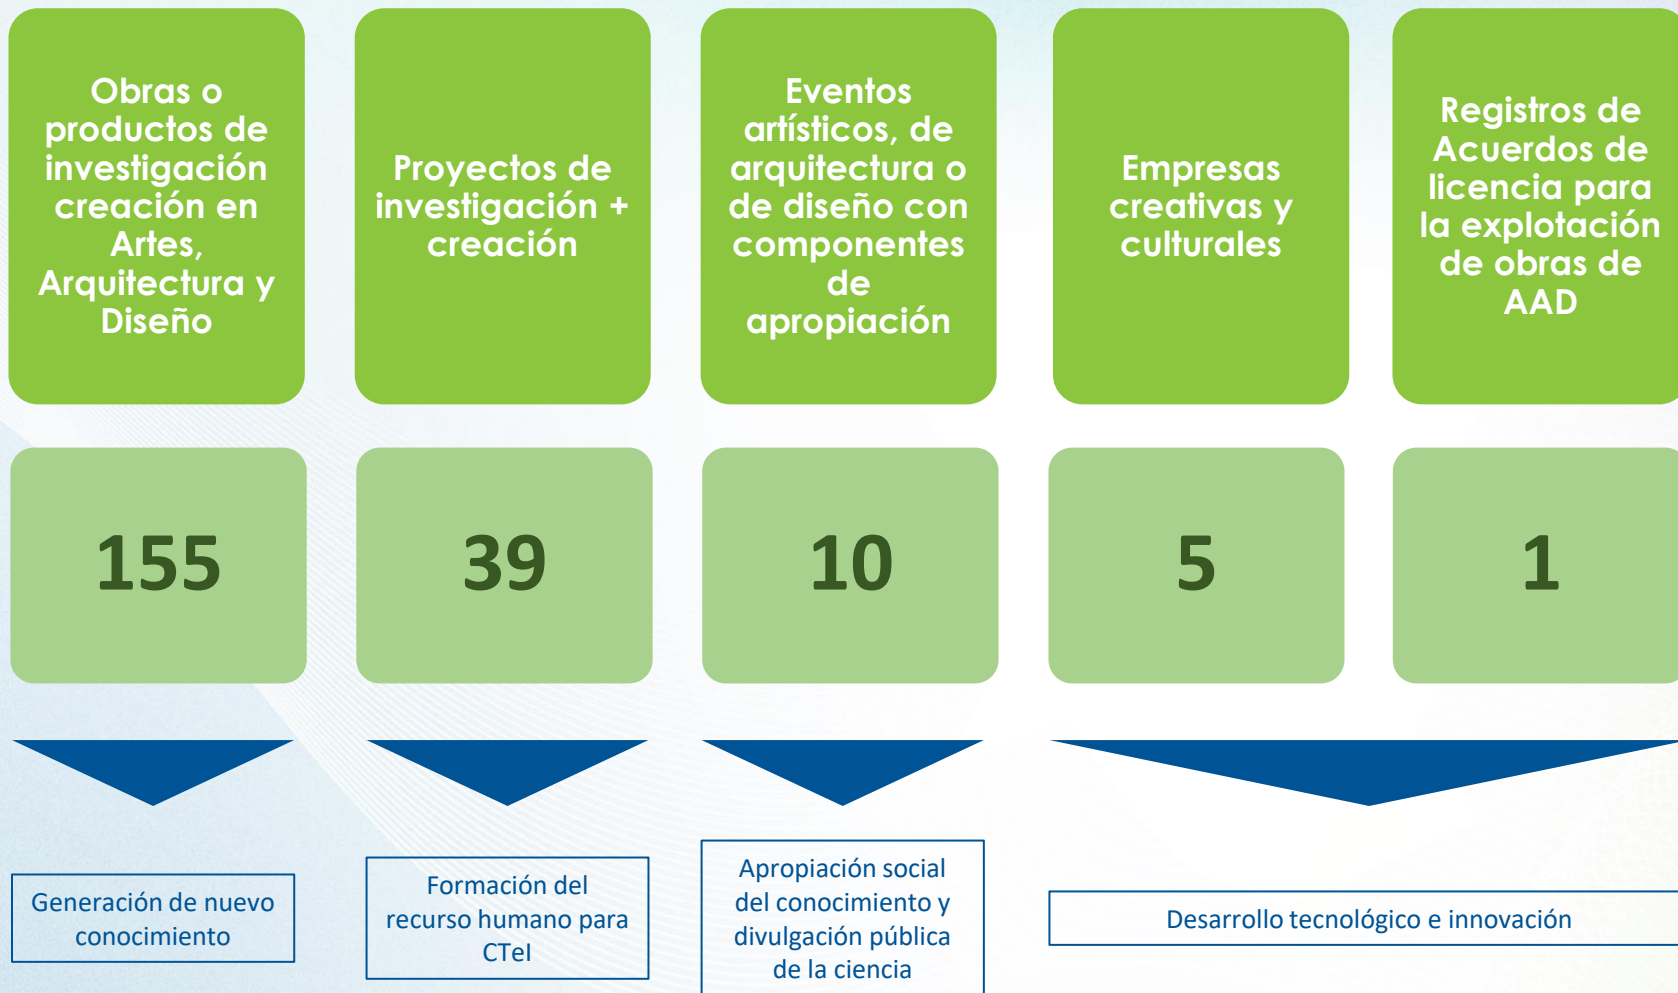 Obras o
productos de
investigación
creación en
Artes,
Arquitectura y
Diseño
Proyectos de
investigación +
creación
Eventos
artísticos, de
arquitectura o
de diseño con
componentes
de
apropiación
Empresas
creativas y
culturales
Registros de
Acuerdos de
licencia para
la explotación
de obras de
AAD
155
39
10
5
1
Generación de nuevo
conocimiento
Formación del
recurso humano para
CTeI
Apropiación social
del conocimiento y
divulgación pública
de la ciencia
Desarrollo tecnológico e innovación